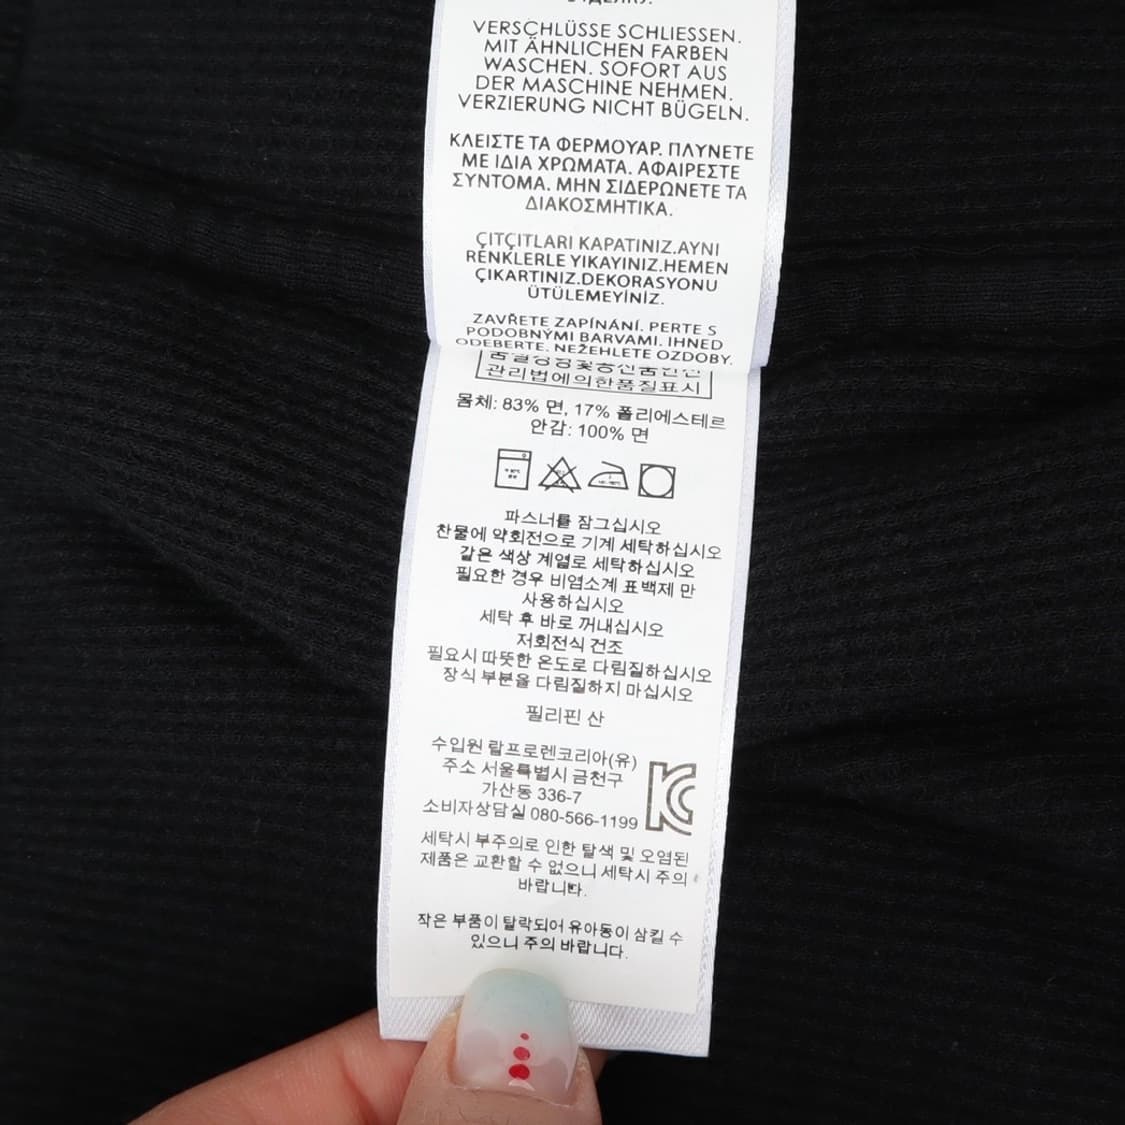 VERSCHLÜSSE SCHLIESSEN.
MIT ÄHNLICHEN FARBEN
WASCHEN. SOFORT AUS
DER MASCHINE NEHMEN.
VERZIERUNG NICHT BÜGELN.
ΚΛΕΙΣΤΕ ΤΑ ΦΕΡΜΟΥΑΡ. ΠΛΥΝΕΤΕ
ΜΕ ΙΔΙΑ ΧΡΩΜΑΤΑ. ΑΦΑΙΡΕΣΤΕ
ΣΥΝΤΟΜΑ. ΜΗΝ ΣΙΔΕΡΩΝΕΤΕ ΤΑ
ΔΙΑΚΟΣΜΗΤΙΚΑ.
ÇITÇITLARI KAPATINIZ.AYNI
RENKLERLE YIKAYINIZ.HEMEN
ÇIKARTINIZ.DEKORASYONU
ÜTÜLEMEYİNİZ.
ZAVŘETE ZAPÍNÁNÍ. PERTE S
PODOBNÝMI BARVAMI. IHNED
ODEBERTE. NEŽEHLETE OZDOBY.
관리법에의한품질표시
몸체: 83% 면, 17% 폴리에스테르
안감: 100% 면
파스너를 잠그십시오
찬물에 약회전으로 기계 세탁하십시오
같은 색상 계열로 세탁하십시오
필요한 경우 비염소계 표백제 만
사용하십시오
세탁 후 바로 꺼내십시오
저회전식 건조
필요시 따뜻한 온도로 다림질하십시오
장식 부분을 다림질하지 마십시오
필리핀 산
수입원 랄프로렌코리아(유)
주소 서울특별시 금천구
가산동 336-7
소비자상담실 080-566-1199
세탁시 부주의로 인한 탈색 및 오염된
제품은 교환할 수 없으니 세탁시 주의
바랍니다.
작은 부품이 탈락되어 유아동이 삼킬 수
있으니 주의 바랍니다.